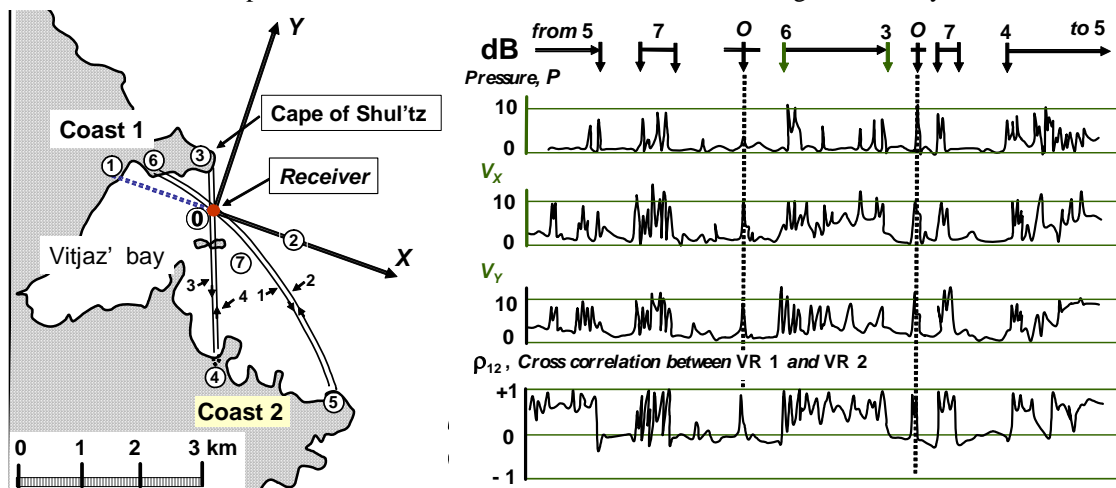 Y
Coast 1
Cape of Shul'tz
1
6
3
Receiver
0
2
X
Vitjaz' bay
7
3
4
1
2
4
5
Coast 2
0 1 2 3 km
from 5 7 O 6 3 O 7 4 to 5
dB
Pressure, P
10
0
V_X
10
0
V_Y
10
0
ρ₁₂, Cross correlation between VR 1 and VR 2
+1
0
- 1